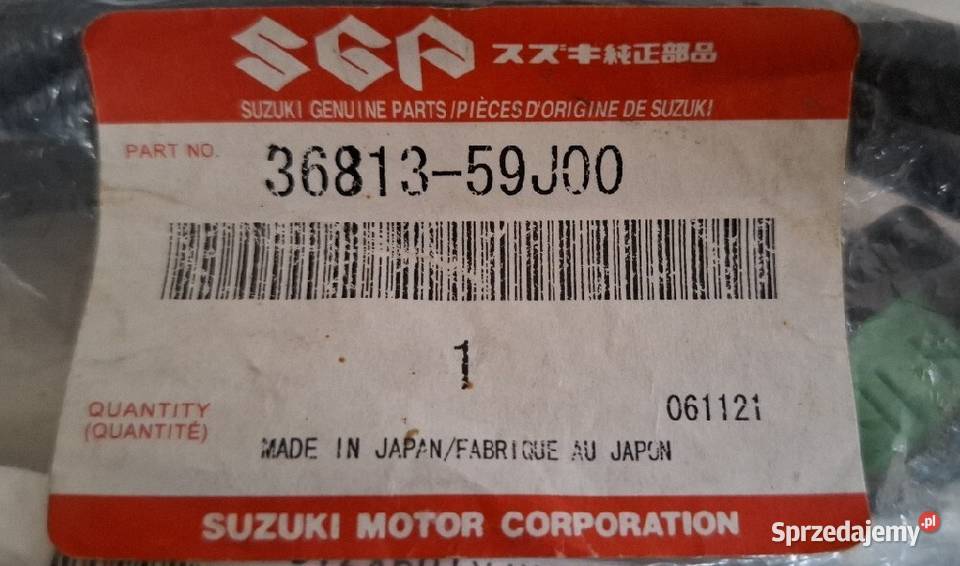 SGP スズキ純正部品
SUZUKI GENUINE PARTS/PIÈCES D'ORIGINE DE SUZUKI
PART NO. 36813-59J00
1
QUANTITY
(QUANTITÉ)
061121
MADE IN JAPAN/FABRIQUE AU JAPON
SUZUKI MOTOR CORPORATION
Sprzedajemy.pl